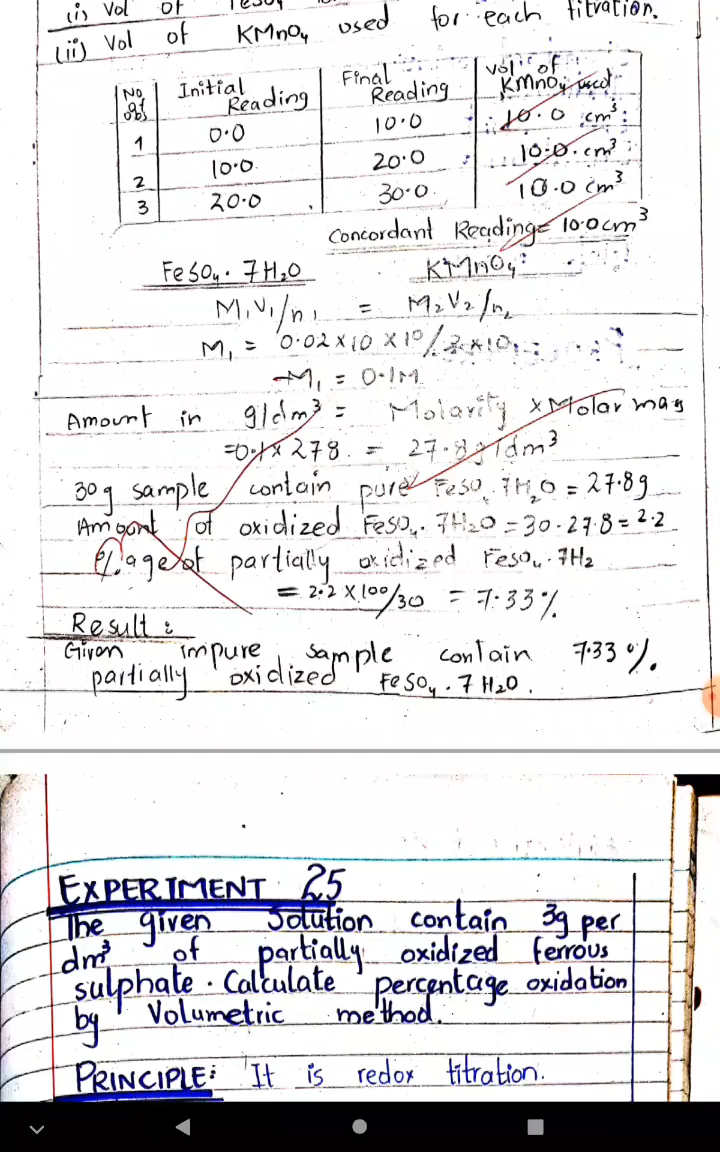 (i) Vol of
(ii) Vol of KMnO₄ used for each titration.
No of obs Initial Reading Final Reading Vol of KMnO₄ used
1 0.0 10.0 10.0 cm³
2 10.0 20.0 10.0 cm³
3 20.0 30.0 10.0 cm³
Concordant Reading = 10.0 cm³
FeSO₄. 7H₂O KMnO₄
M₁V₁/n₁ = M₂V₂/n₂
M₁ = 0.02 x 10 x 10/
M₁ = 0.1M
Amount in g/dm³ = Molarity x Molar mass
=0.1x 278 = 27.8g/dm³
30g sample contain pure FeSO₄ 7H₂O = 27.8g
Amount of oxidized FeSO₄. 7H₂O = 30-27.8 = 2.2
%age of partially oxidized FeSO₄. 7H₂
= 2.2 x 100/30 = 7.33%
Result :
Given impure sample contain 7.33%
partially oxidized FeSO₄. 7H₂O.
EXPERIMENT 25
The given Solution contain 3g per
dm³ of partially oxidized ferrous
sulphate. Calculate percentage oxidation
by Volumetric method.
PRINCIPLE: It is redox titration.